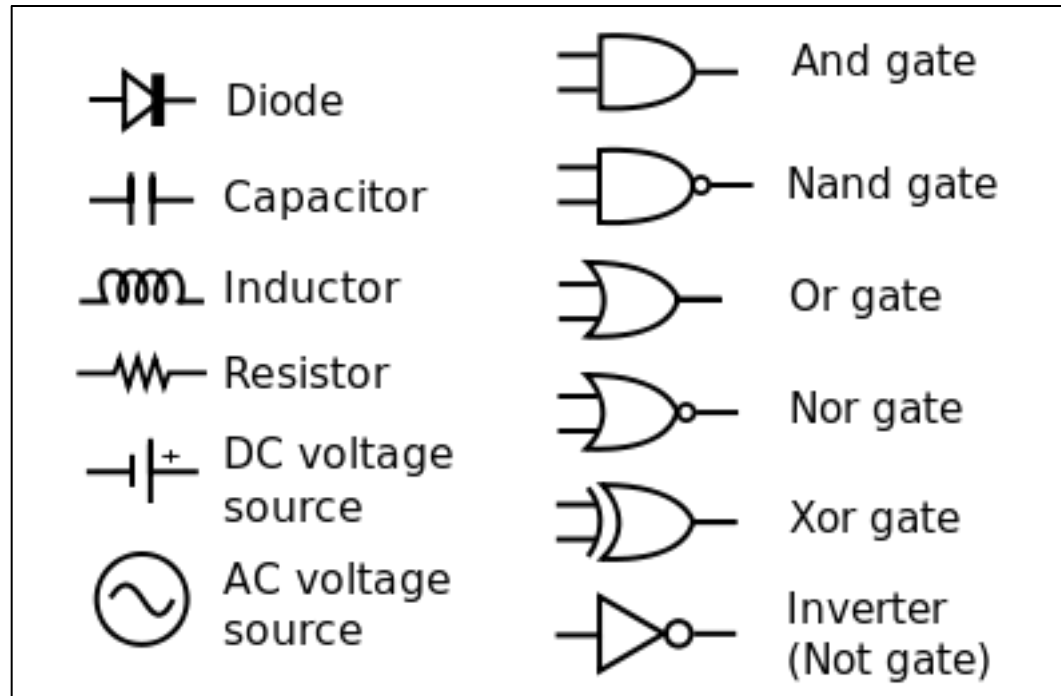 Diode
Capacitor
Inductor
Resistor
+
DC voltage
source
AC voltage
source
And gate
Nand gate
Or gate
Nor gate
Xor gate
Inverter
(Not gate)